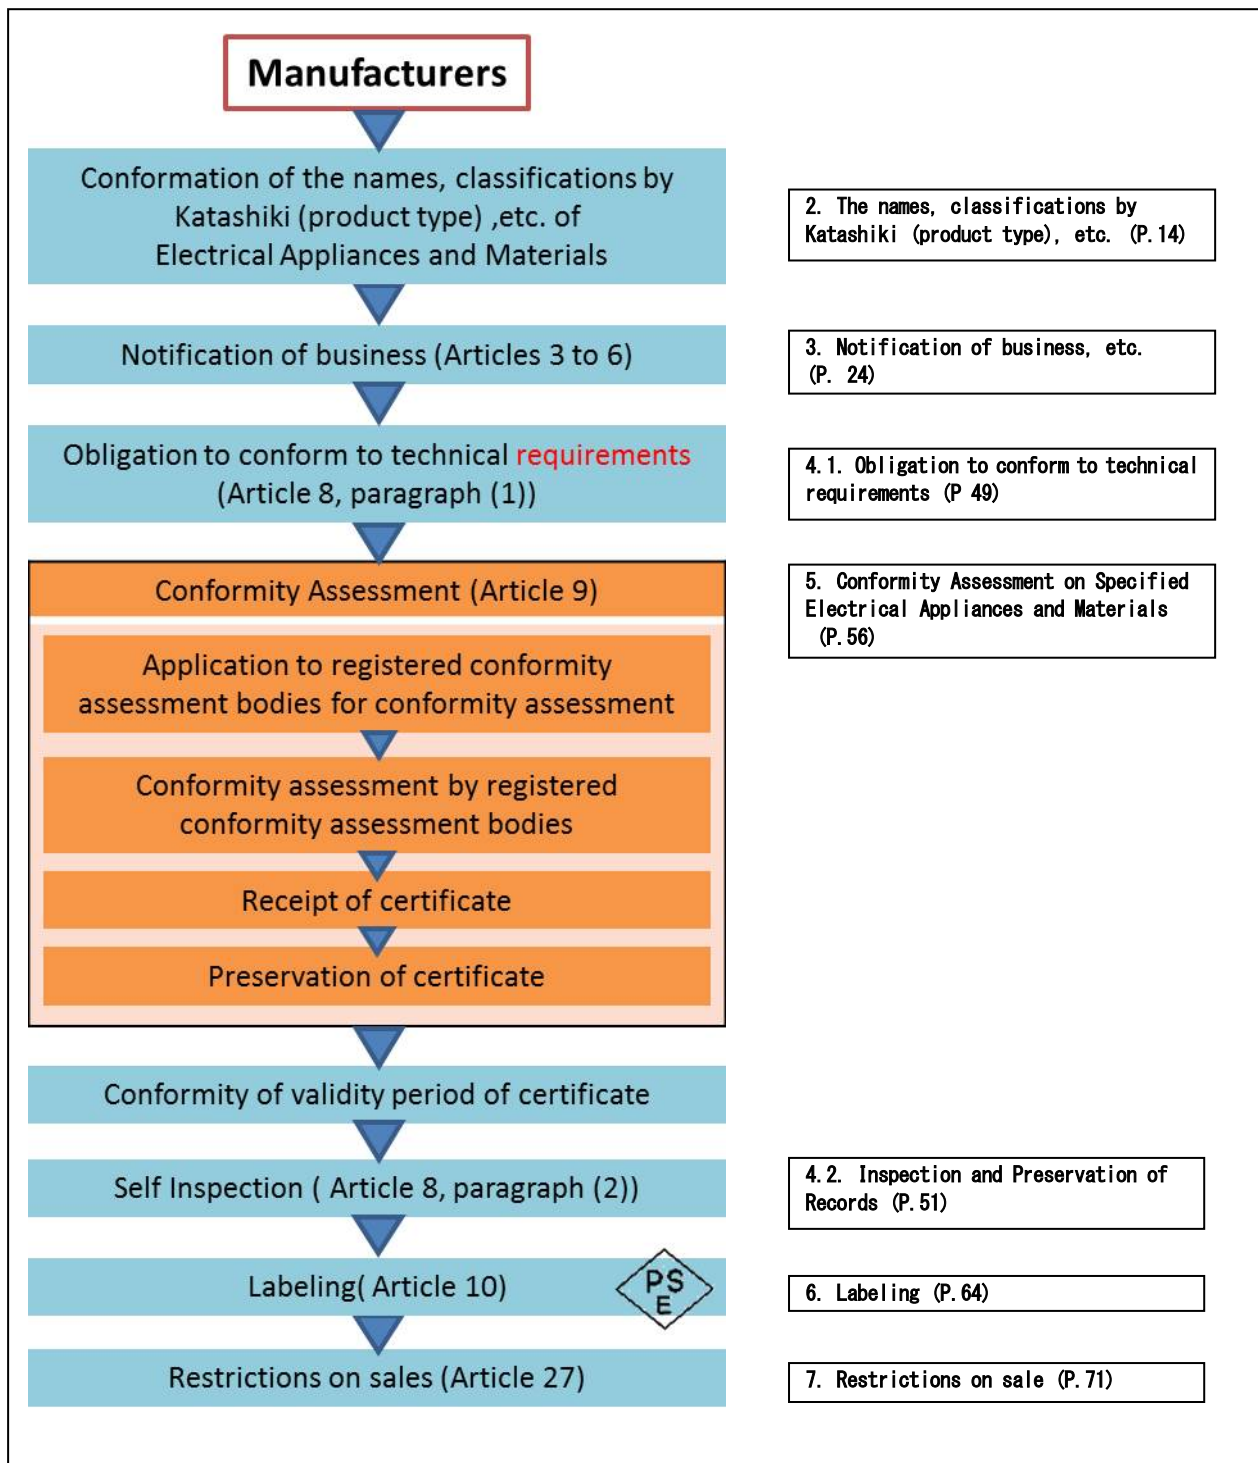 Manufacturers
Conformation of the names, classifications by
Katashiki (product type) ,etc. of
Electrical Appliances and Materials
2. The names, classifications by
Katashiki (product type), etc. (P.14)
Notification of business (Articles 3 to 6)
3. Notification of business, etc.
(P. 24)
Obligation to conform to technical requirements
(Article 8, paragraph (1))
4.1. Obligation to conform to technical
requirements (P 49)
Conformity Assessment (Article 9)
5. Conformity Assessment on Specified
Electrical Appliances and Materials
(P.56)
Application to registered conformity
assessment bodies for conformity assessment
Conformity assessment by registered
conformity assessment bodies
Receipt of certificate
Preservation of certificate
Conformity of validity period of certificate
Self Inspection ( Article 8, paragraph (2))
4.2. Inspection and Preservation of
Records (P.51)
Labeling( Article 10)
PS
E
6. Labeling (P.64)
Restrictions on sales (Article 27)
7. Restrictions on sale (P.71)